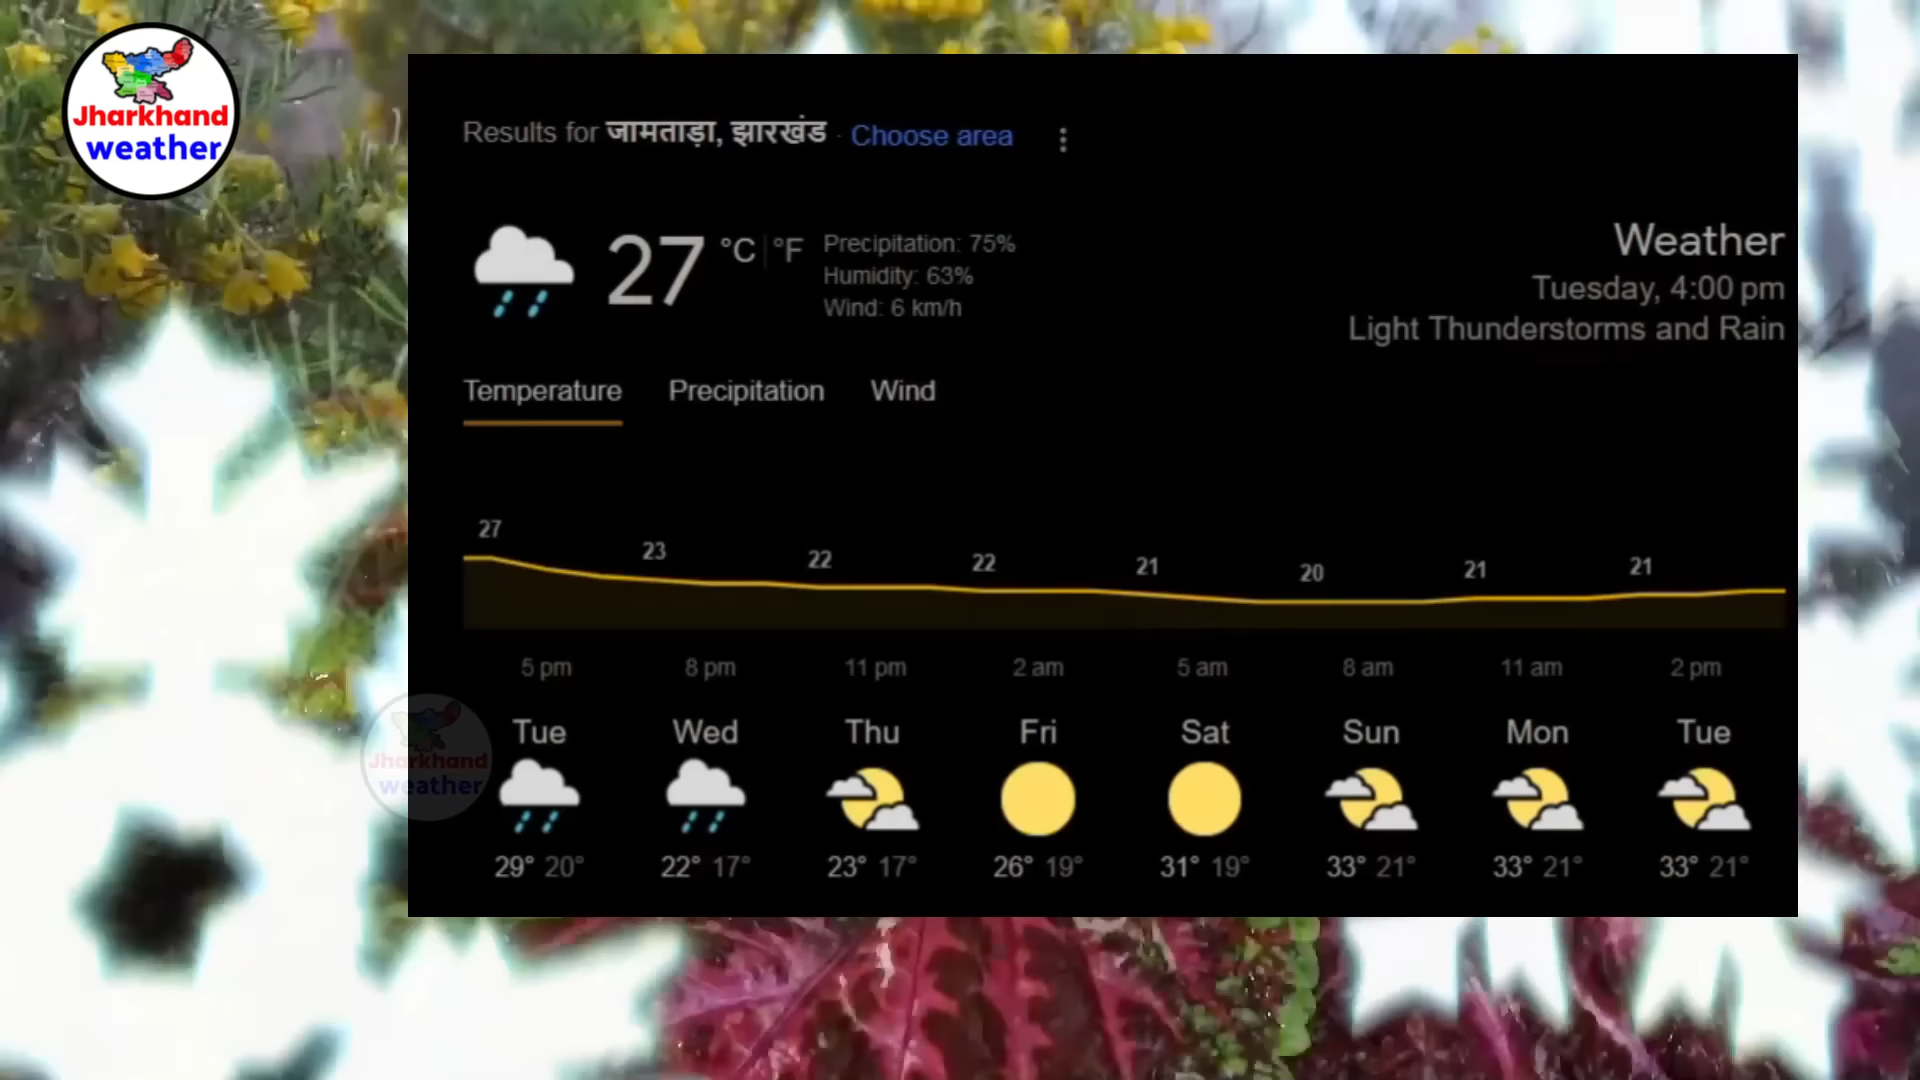 Jharkhand
weather
Results for जामताड़ा, झारखंड · Choose area
27 °C | °F
Precipitation: 75%
Humidity: 63%
Wind: 6 km/h
Weather
Tuesday, 4:00 pm
Light Thunderstorms and Rain
Temperature Precipitation Wind
27 23 22 22 21 20 21 21
5 pm 8 pm 11 pm 2 am 5 am 8 am 11 am 2 pm
Tue Wed Thu Fri Sat Sun Mon Tue
Jharkhand
weather
29° 20° 22° 17° 23° 17° 26° 19° 31° 19° 33° 21° 33° 21° 33° 21°